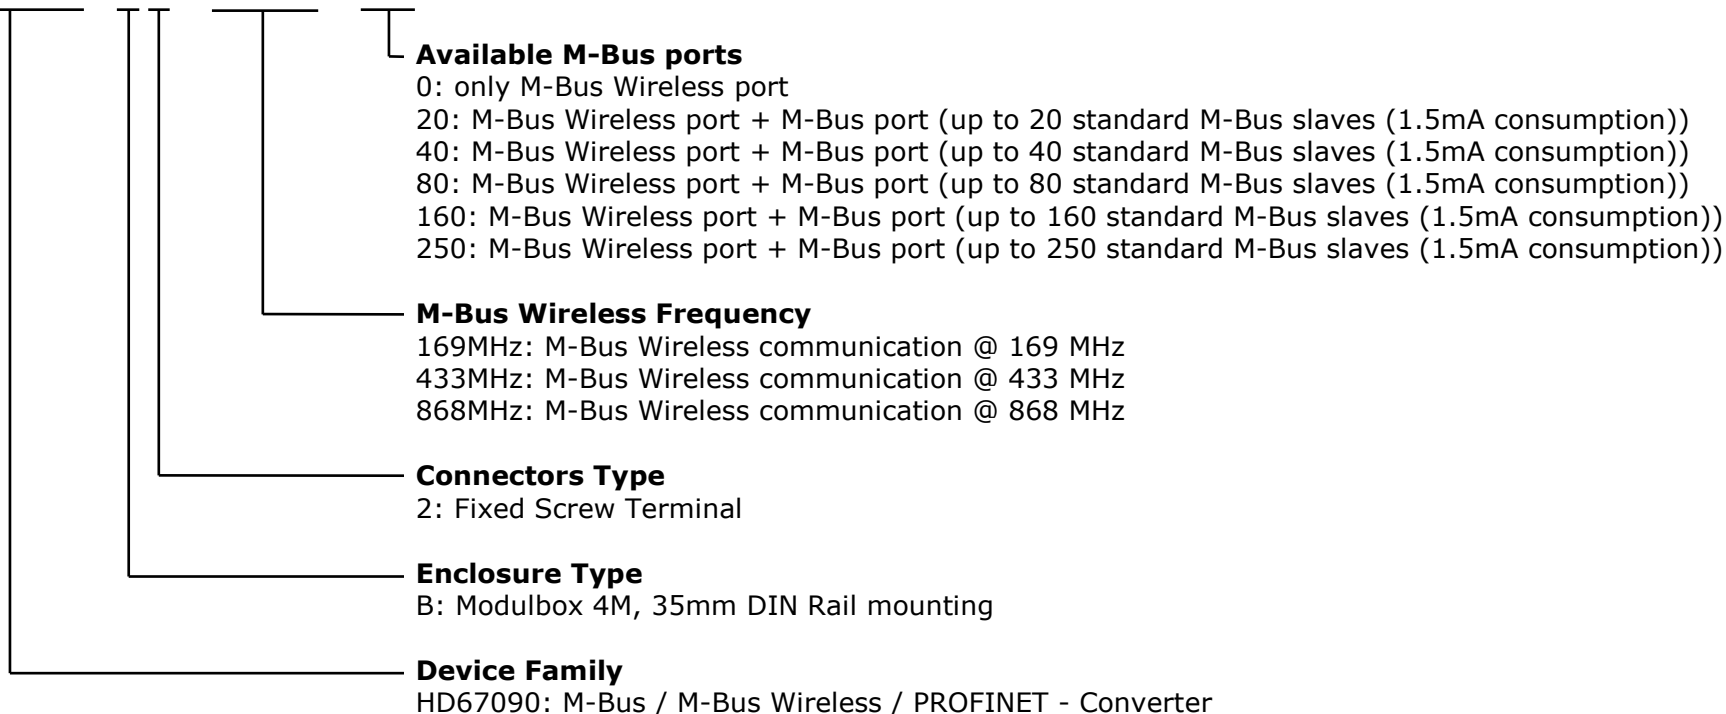 Available M-Bus ports
0: only M-Bus Wireless port
20: M-Bus Wireless port + M-Bus port (up to 20 standard M-Bus slaves (1.5mA consumption))
40: M-Bus Wireless port + M-Bus port (up to 40 standard M-Bus slaves (1.5mA consumption))
80: M-Bus Wireless port + M-Bus port (up to 80 standard M-Bus slaves (1.5mA consumption))
160: M-Bus Wireless port + M-Bus port (up to 160 standard M-Bus slaves (1.5mA consumption))
250: M-Bus Wireless port + M-Bus port (up to 250 standard M-Bus slaves (1.5mA consumption))
M-Bus Wireless Frequency
169MHz: M-Bus Wireless communication @ 169 MHz
433MHz: M-Bus Wireless communication @ 433 MHz
868MHz: M-Bus Wireless communication @ 868 MHz
Connectors Type
2: Fixed Screw Terminal
Enclosure Type
B: Modulbox 4M, 35mm DIN Rail mounting
Device Family
HD67090: M-Bus / M-Bus Wireless / PROFINET - Converter